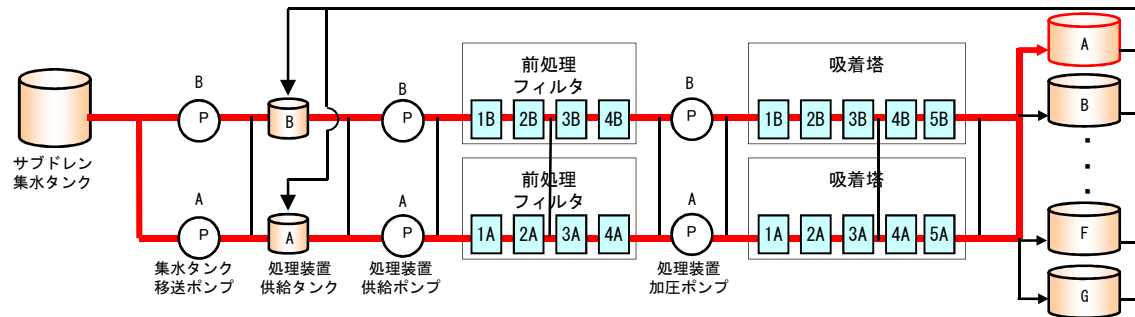 サブドレン
集水タンク
B
P
A
P
集水タンク
移送ポンプ
B
A
処理装置
供給タンク
B
P
A
P
処理装置
供給ポンプ
前処理
フィルタ
1B 2B 3B 4B
前処理
フィルタ
1A 2A 3A 4A
B
P
A
P
処理装置
加圧ポンプ
吸着塔
1B 2B 3B 4B 5B
吸着塔
1A 2A 3A 4A 5A
A
B
F
G